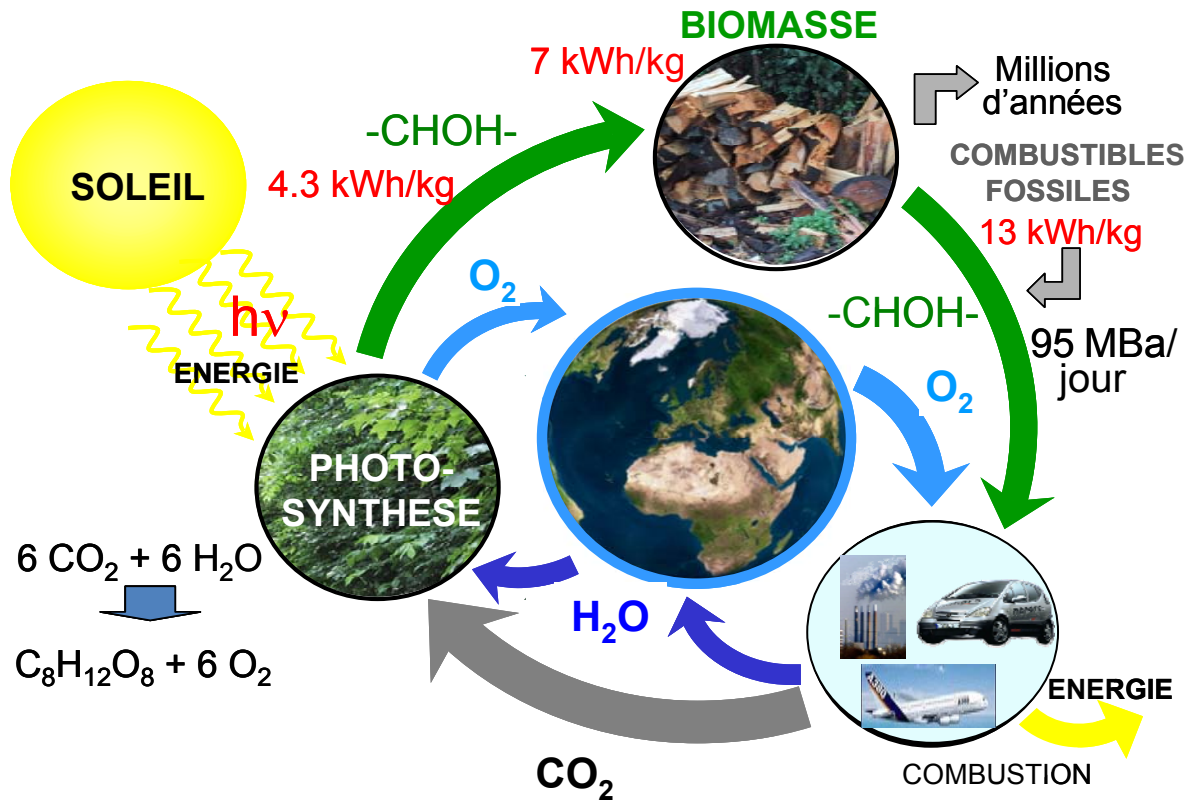 BIOMASSE
7 kWh/kg
Millions
d’années
-CHOH-
COMBUSTIBLES
FOSSILES
SOLEIL
4.3 kWh/kg
13 kWh/kg
O₂
hν
-CHOH-
95 MBa/
jour
ENERGIE
O₂
PHOTO-
SYNTHESE
6 CO₂ + 6 H₂O
H₂O
C₈H₁₂O₈ + 6 O₂
A380
ENERGIE
CO₂
COMBUSTION